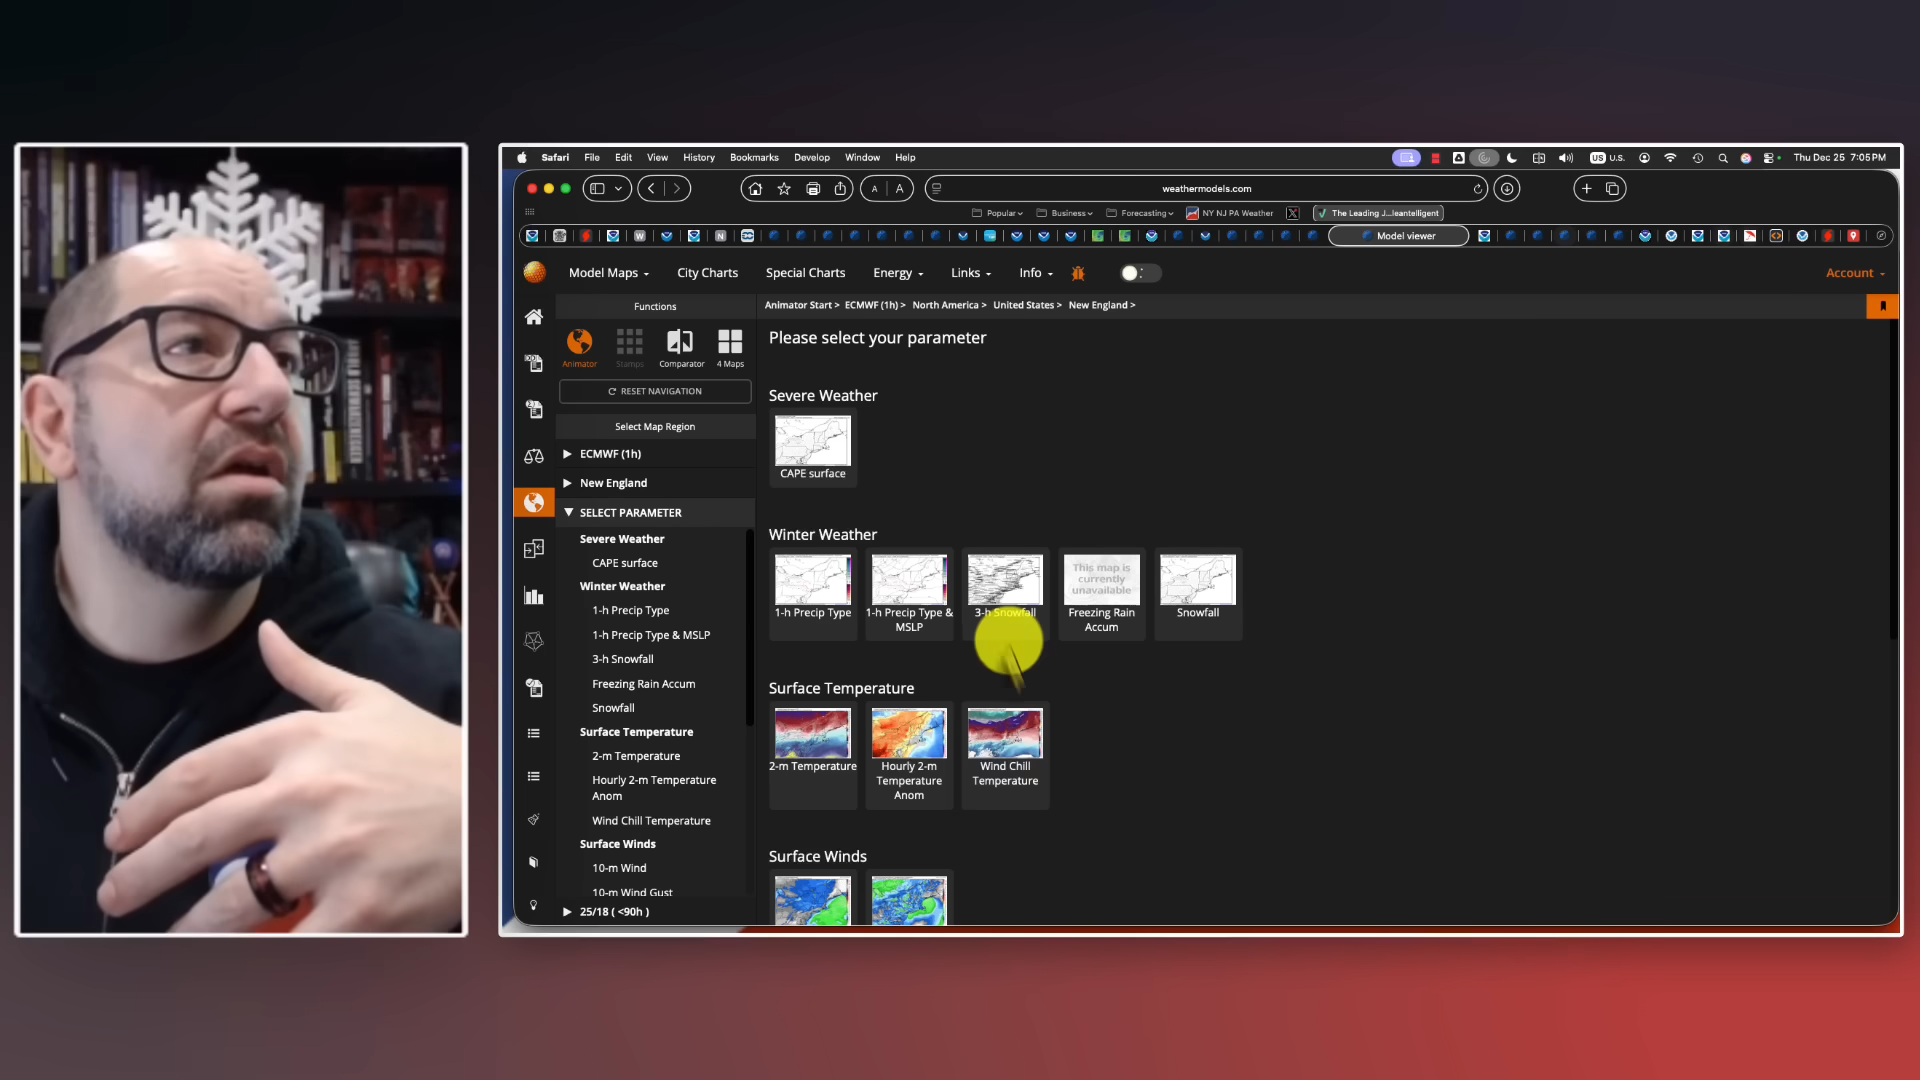 Safari File Edit View History Bookmarks Develop Window Help
US U.S. Thu Dec 25 7:05 PM
A A
weathermodels.com
Popular Business Forecasting NY NJ PA Weather The Leading J...leantelligent
Model viewer
Model Maps City Charts Special Charts Energy Links Info
Account
Functions
Animator Stamps Comparator 4 Maps
RESET NAVIGATION
Select Map Region
ECMWF (1h)
New England
SELECT PARAMETER
Severe Weather
CAPE surface
Winter Weather
1-h Precip Type
1-h Precip Type & MSLP
3-h Snowfall
Freezing Rain Accum
Snowfall
Surface Temperature
2-m Temperature
Hourly 2-m Temperature
Anom
Wind Chill Temperature
Surface Winds
10-m Wind
10-m Wind Gust
25/18 ( <90h )
Animator Start > ECMWF (1h) > North America > United States > New England >
Please select your parameter
Severe Weather
CAPE surface
Winter Weather
1-h Precip Type
1-h Precip Type &
MSLP
3-h Snowfall
This map is
currently
unavailable
Freezing Rain
Accum
Snowfall
Surface Temperature
2-m Temperature
Hourly 2-m
Temperature
Anom
Wind Chill
Temperature
Surface Winds